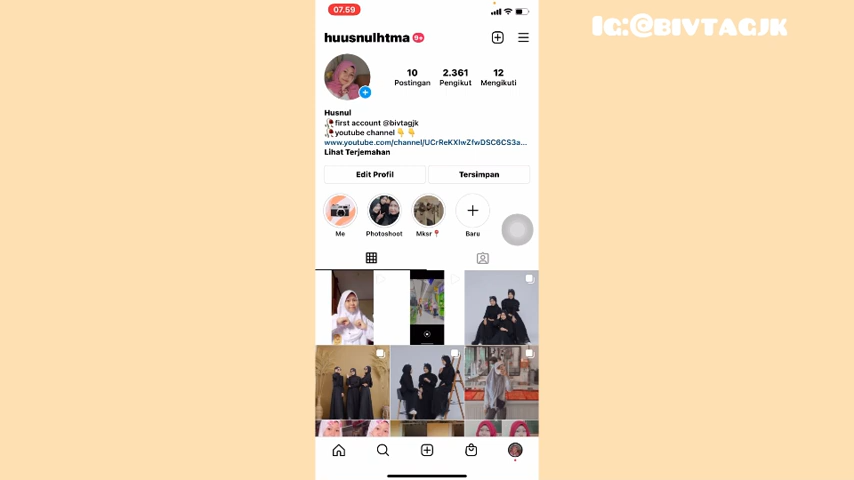 07.59
IG:@BIVTAGJK
huusnulhtma 9+
10 2.361 12
Postingan Pengikut Mengikuti
Husnul
🥀first account @bivtagjk
🥀youtube channel 👇 👇
www.youtube.com/channel/UCrReKXIwZfwDSC6CS3a...
Lihat Terjemahan
Edit Profil Tersimpan
Me Photoshoot Mksr📍 Baru